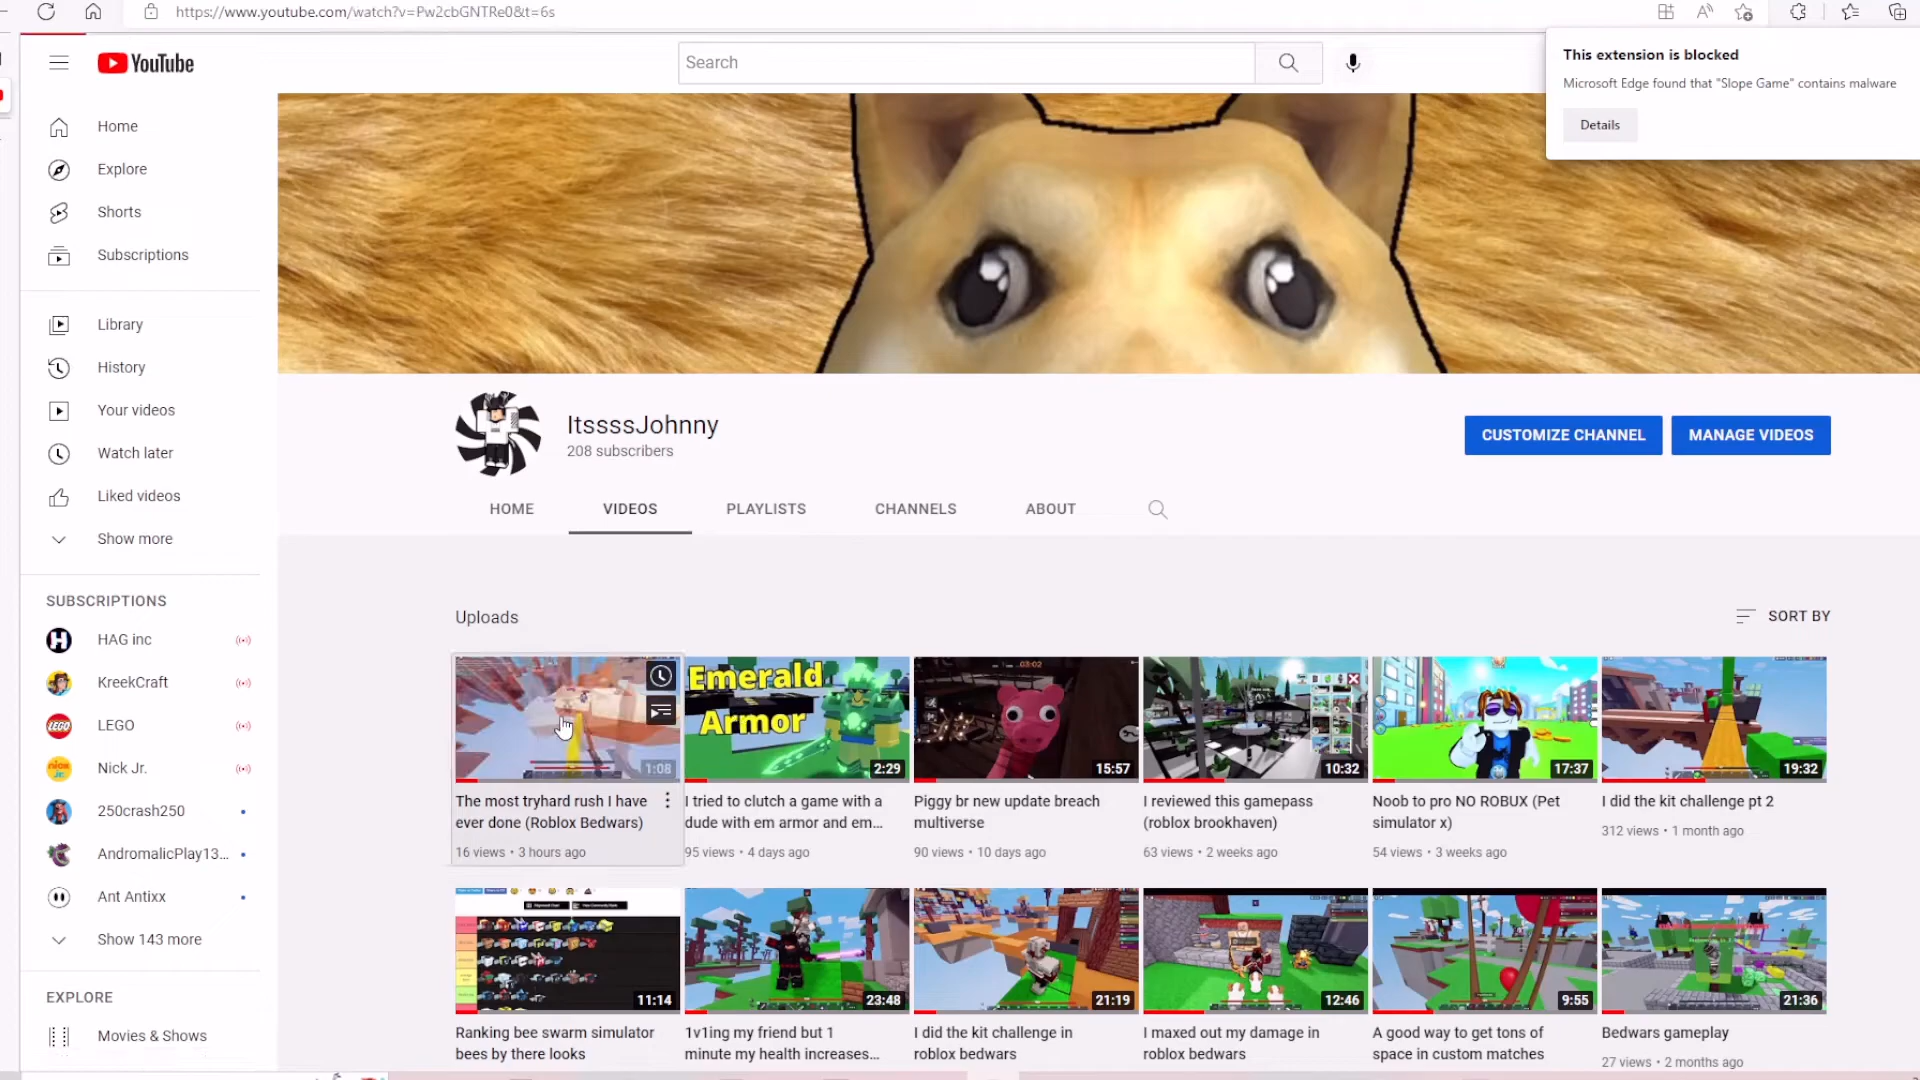 https://www.youtube.com/watch?v=Pw2cbGNTRe0&t=6s
YouTube
Search
This extension is blocked
Microsoft Edge found that "Slope Game" contains malware
Details
Home
Explore
Shorts
Subscriptions
Library
History
Your videos
Watch later
Liked videos
Show more
SUBSCRIPTIONS
HAG inc
KreekCraft
LEGO
Nick Jr.
250crash250
AndromalicPlay13...
Ant Antixx
Show 143 more
EXPLORE
Movies & Shows
ItssssJohnny
208 subscribers
CUSTOMIZE CHANNEL
MANAGE VIDEOS
HOME
VIDEOS
PLAYLISTS
CHANNELS
ABOUT
Uploads
SORT BY
1:08
The most tryhard rush I have
ever done (Roblox Bedwars)
16 views • 3 hours ago
Emerald
Armor
2:29
I tried to clutch a game with a
dude with em armor and em...
95 views • 4 days ago
03:02
15:57
Piggy br new update breach
multiverse
90 views • 10 days ago
10:32
I reviewed this gamepass
(roblox brookhaven)
63 views • 2 weeks ago
17:37
Noob to pro NO ROBUX (Pet
simulator x)
54 views • 3 weeks ago
19:32
I did the kit challenge pt 2
312 views • 1 month ago
11:14
Ranking bee swarm simulator
bees by there looks
23:48
1v1ing my friend but 1
minute my health increases...
21:19
I did the kit challenge in
roblox bedwars
12:46
I maxed out my damage in
roblox bedwars
9:55
A good way to get tons of
space in custom matches
21:36
Bedwars gameplay
27 views • 2 months ago